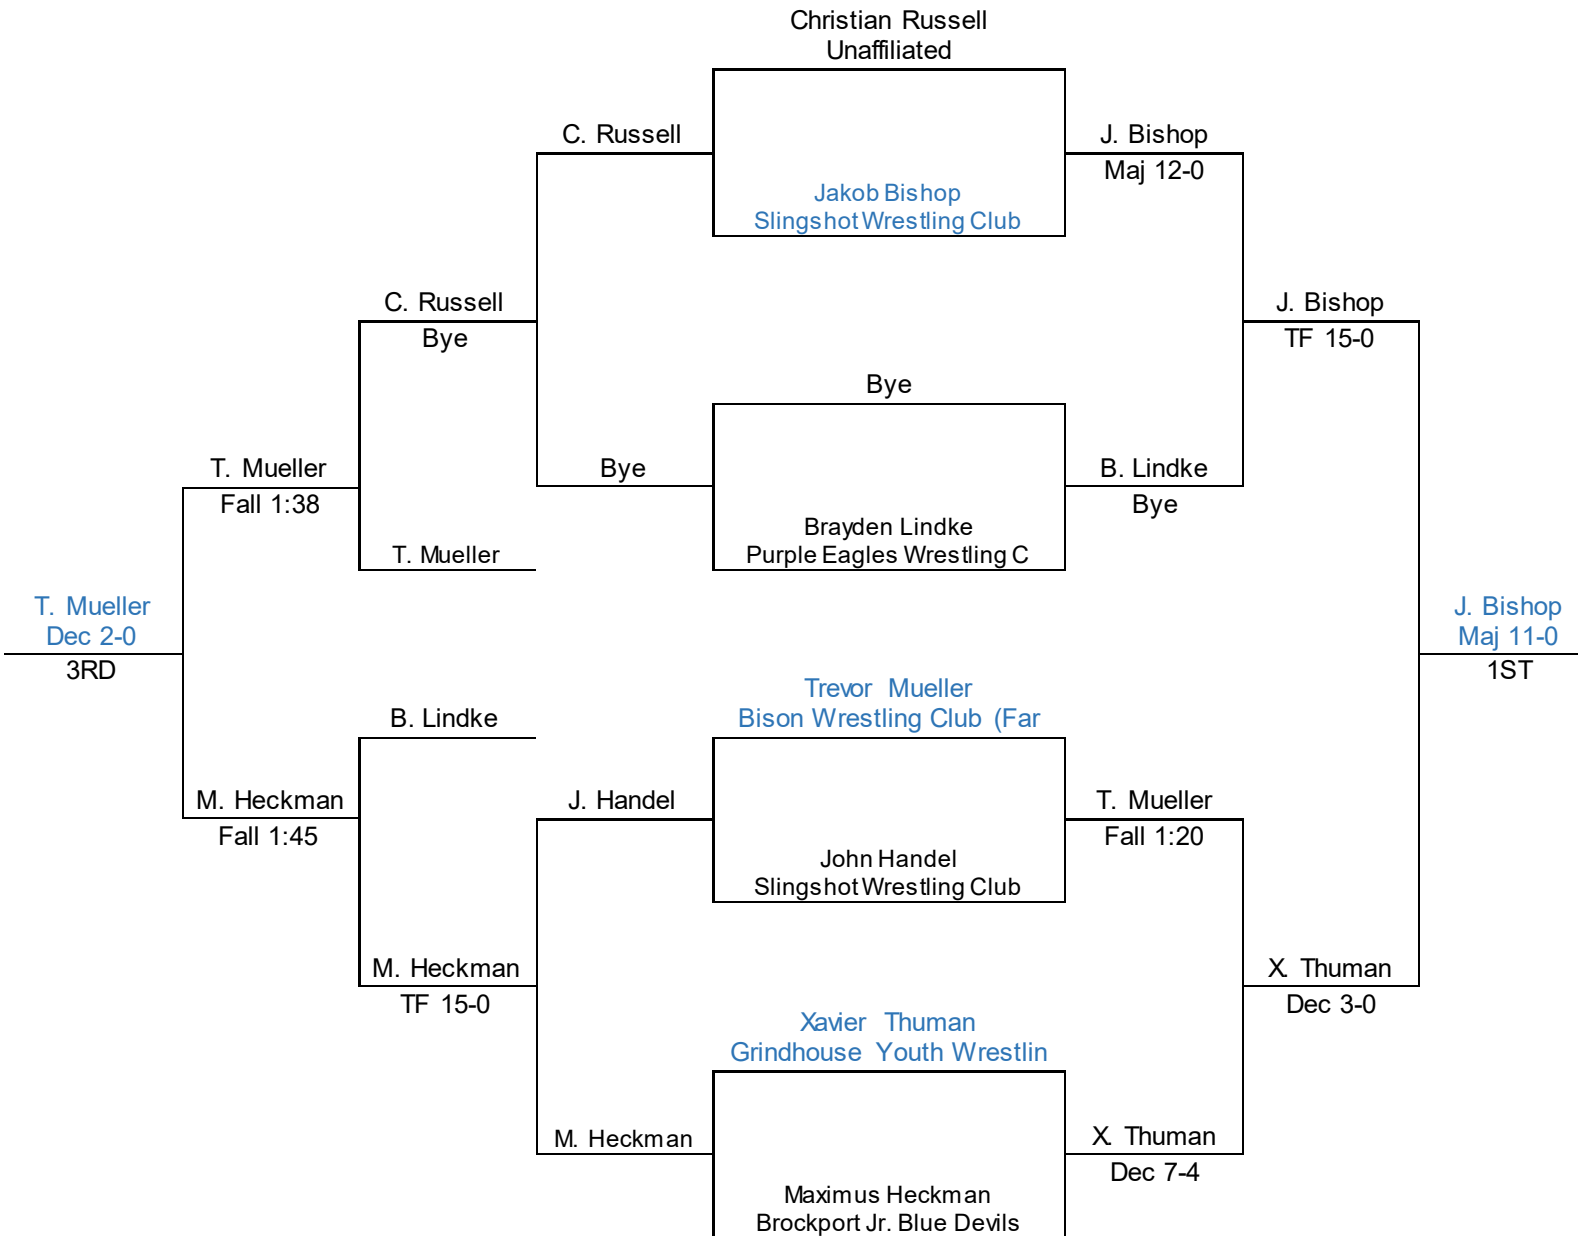 Christian Russell
Unaffiliated
C. Russell
J. Bishop
Maj 12-0
Jakob Bishop
Slingshot Wrestling Club
C. Russell
Bye
J. Bishop
TF 15-0
Bye
T. Mueller
Fall 1:38
Bye
B. Lindke
Bye
Brayden Lindke
Purple Eagles Wrestling C
T. Mueller
T. Mueller
Dec 2-0
3RD
J. Bishop
Maj 11-0
1ST
Trevor Mueller
Bison Wrestling Club (Far
B. Lindke
M. Heckman
Fall 1:45
J. Handel
T. Mueller
Fall 1:20
John Handel
Slingshot Wrestling Club
M. Heckman
TF 15-0
X. Thuman
Dec 3-0
Xavier Thuman
Grindhouse Youth Wrestlin
M. Heckman
X. Thuman
Dec 7-4
Maximus Heckman
Brockport Jr. Blue Devils